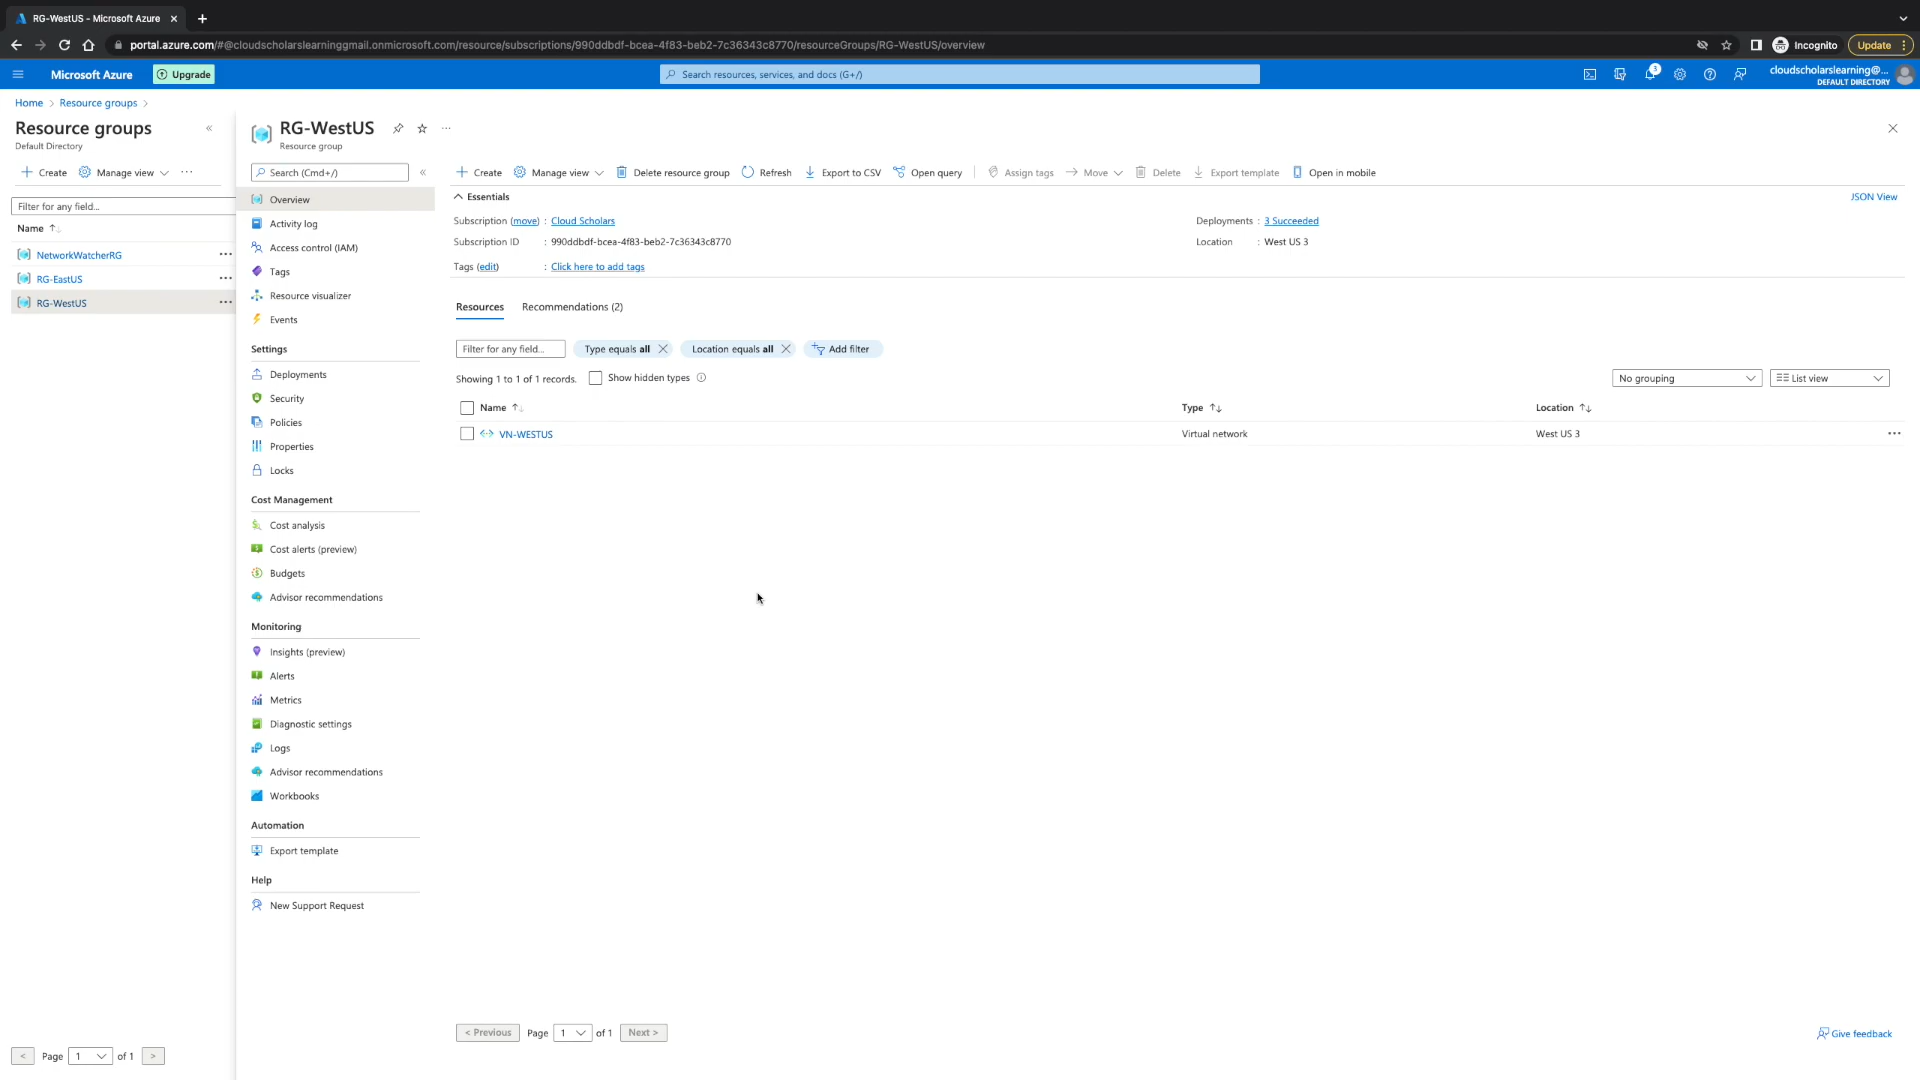 RG-WestUS - Microsoft Azure
portal.azure.com/#@cloudscholarslearninggmail.onmicrosoft.com/resource/subscriptions/990ddbdf-bcea-4f83-beb2-7c36343c8770/resourceGroups/RG-WestUS/overview
Incognito
Update
Microsoft Azure
Upgrade
Search resources, services, and docs (G+/)
3
cloudscholarslearning@...
DEFAULT DIRECTORY
Home > Resource groups >
Resource groups
Default Directory
Create
Manage view
Filter for any field...
Name
NetworkWatcherRG
RG-EastUS
RG-WestUS
< Page 1 of 1 >
RG-WestUS
Resource group
Search (Cmd+/)
Overview
Activity log
Access control (IAM)
Tags
Resource visualizer
Events
Settings
Deployments
Security
Policies
Properties
Locks
Cost Management
Cost analysis
Cost alerts (preview)
Budgets
Advisor recommendations
Monitoring
Insights (preview)
Alerts
Metrics
Diagnostic settings
Logs
Advisor recommendations
Workbooks
Automation
Export template
Help
New Support Request
Create Manage view Delete resource group Refresh Export to CSV Open query Assign tags Move Delete Export template Open in mobile
Essentials
JSON View
Subscription (move) : Cloud Scholars
Deployments : 3 Succeeded
Subscription ID : 990ddbdf-bcea-4f83-beb2-7c36343c8770
Location : West US 3
Tags (edit) : Click here to add tags
Resources Recommendations (2)
Filter for any field... Type equals all Location equals all Add filter
Showing 1 to 1 of 1 records. Show hidden types
No grouping
List view
Name Type Location
VN-WESTUS Virtual network West US 3
< Previous Page 1 of 1 Next >
Give feedback